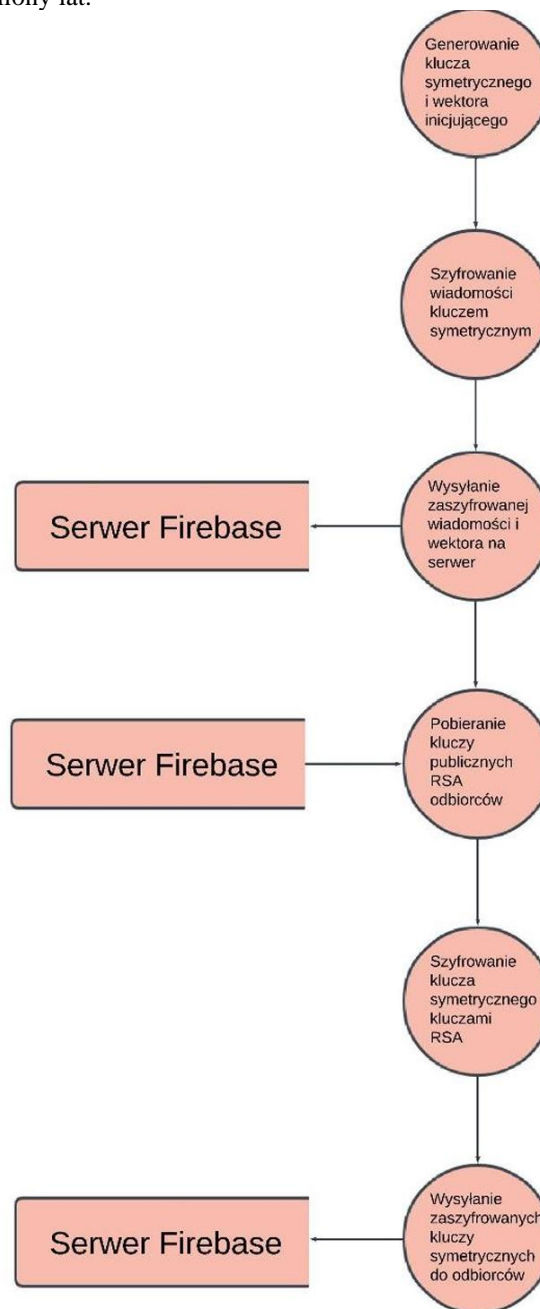 lat.
Generowanie
klucza
symetrycznego
i wektora
inicjującego
Szyfrowanie
wiadomości
kluczem
symetrycznym
Wysyłanie
zaszyfrowanej
wiadomości i
wektora na
serwer
Serwer Firebase
Pobieranie
kluczy
publicznych
RSA
odbiorców
Serwer Firebase
Szyfrowanie
klucza
symetrycznego
kluczami
RSA
Wysyłanie
zaszyfrowanych
kluczy
symetrycznych
do odbiorców
Serwer Firebase